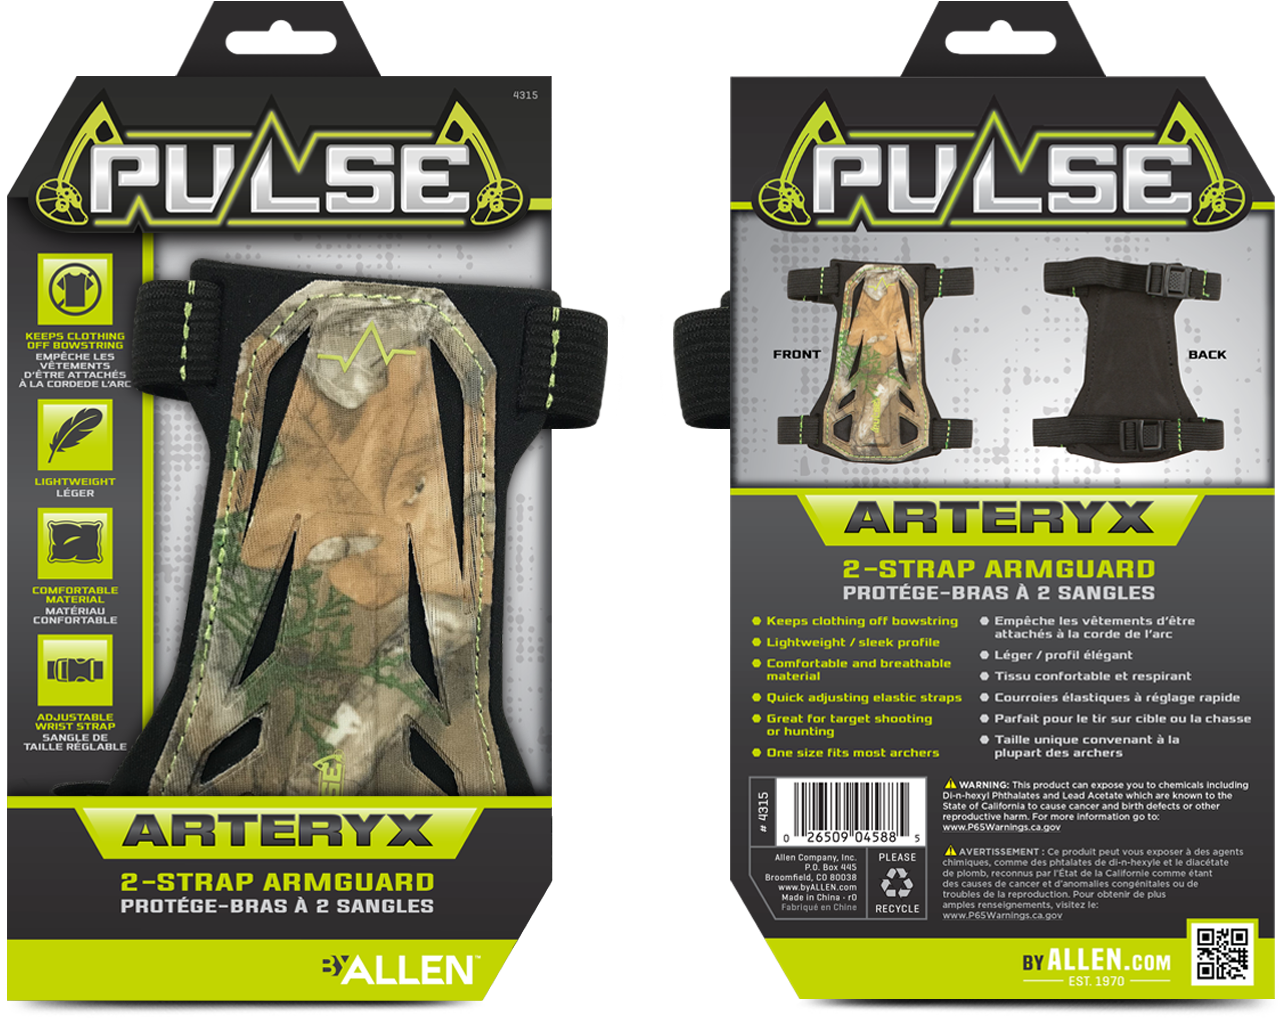 4315
PULSE
KEEPS CLOTHING
OFF BOWSTRING
EMPÊCHE LES
VÊTEMENTS
D'ÊTRE ATTACHÉS
À LA CORDEDE L'ARC
LIGHTWEIGHT
LÉGER
COMFORTABLE
MATERIAL
MATÉRIAU
CONFORTABLE
ADJUSTABLE
WRIST STRAP
SANGLE DE
TAILLE RÉGLABLE
ARTERYX
2-STRAP ARMGUARD
PROTÉGE-BRAS À 2 SANGLES
BY ALLEN™
PULSE
FRONT
BACK
ARTERYX
2-STRAP ARMGUARD
PROTÉGE-BRAS À 2 SANGLES
Keeps clothing off bowstring
Lightweight / sleek profile
Comfortable and breathable
material
Quick adjusting elastic straps
Great for target shooting
or hunting
One size fits most archers
Empêche les vêtements d'être
attachés à la corde de l'arc
Léger / profil élégant
Tissu confortable et respirant
Courroies élastiques à réglage rapide
Parfait pour le tir sur cible ou la chasse
Taille unique convenant à la
plupart des archers
# 4315
0 26509 04588 5
Allen Company, Inc.
P.O. Box 445
Broomfield, CO 80038
www.byALLEN.com
Made in China · r0
Fabriqué en Chine
PLEASE
RECYCLE
WARNING: This product can expose you to chemicals including
Di-n-hexyl Phthalates and Lead Acetate which are known to the
State of California to cause cancer and birth defects or other
reproductive harm. For more information go to:
www.P65Warnings.ca.gov
AVERTISSEMENT : Ce produit peut vous exposer à des agents
chimiques, comme des phtalates de di-n-hexyle et le diacétate
de plomb, reconnus par l'État de la Californie comme étant
des causes de cancer et d'anomalies congénitales ou de
troubles de la reproduction. Pour obtenir de plus
amples renseignements, visitez le:
www.P65Warnings.ca.gov
BY ALLEN.COM
EST. 1970